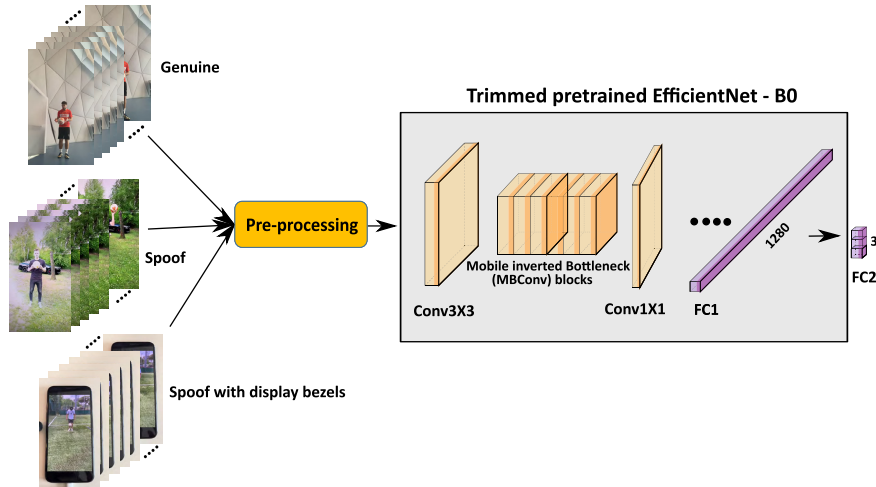 Genuine
Spoof
Spoof with display bezels
Pre-processing
Trimmed pretrained EfficientNet - B0
Conv3X3
Mobile inverted Bottleneck
(MBConv) blocks
Conv1X1
FC1
1280
3
FC2